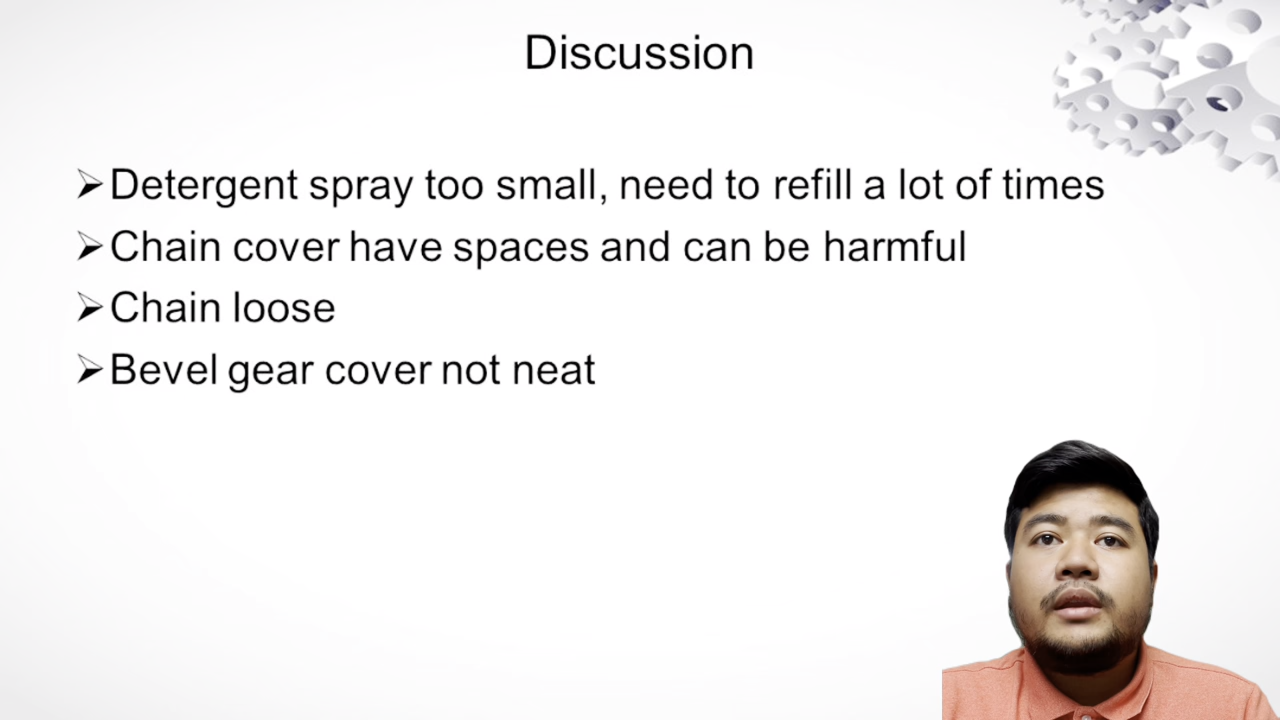 Discussion
Detergent spray too small, need to refill a lot of times
Chain cover have spaces and can be harmful
Chain loose
Bevel gear cover not neat